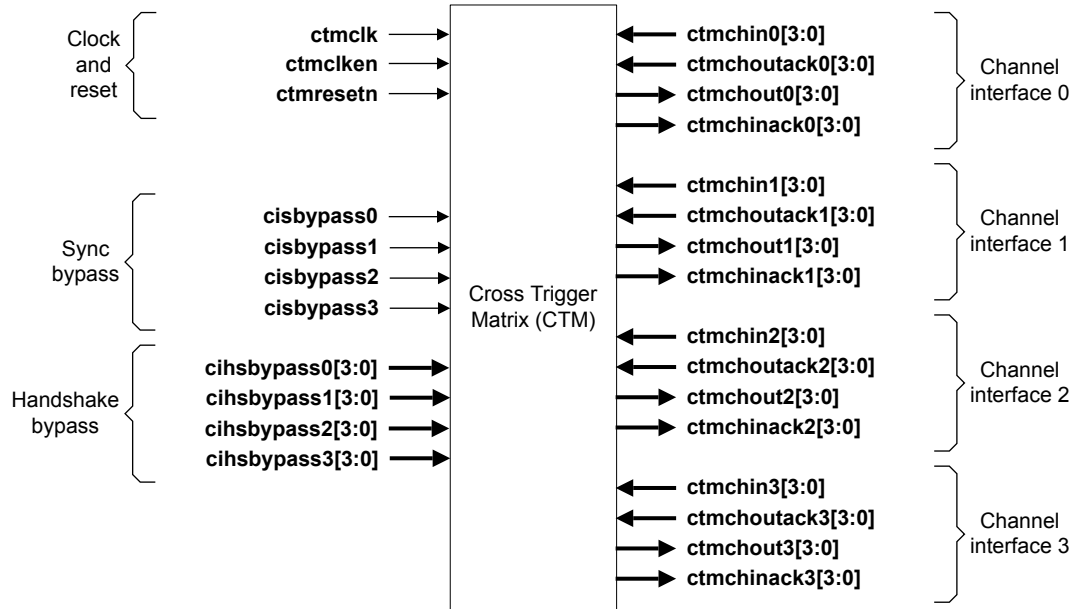 Clock
and
reset
ctmclk
ctmclken
ctmresetn
Sync
bypass
cisbypass0
cisbypass1
cisbypass2
cisbypass3
Handshake
bypass
cihsbypass0[3:0]
cihsbypass1[3:0]
cihsbypass2[3:0]
cihsbypass3[3:0]
Cross Trigger
Matrix (CTM)
ctmchin0[3:0]
ctmchoutack0[3:0]
ctmchout0[3:0]
ctmchinack0[3:0]
Channel
interface 0
ctmchin1[3:0]
ctmchoutack1[3:0]
ctmchout1[3:0]
ctmchinack1[3:0]
Channel
interface 1
ctmchin2[3:0]
ctmchoutack2[3:0]
ctmchout2[3:0]
ctmchinack2[3:0]
Channel
interface 2
ctmchin3[3:0]
ctmchoutack3[3:0]
ctmchout3[3:0]
ctmchinack3[3:0]
Channel
interface 3